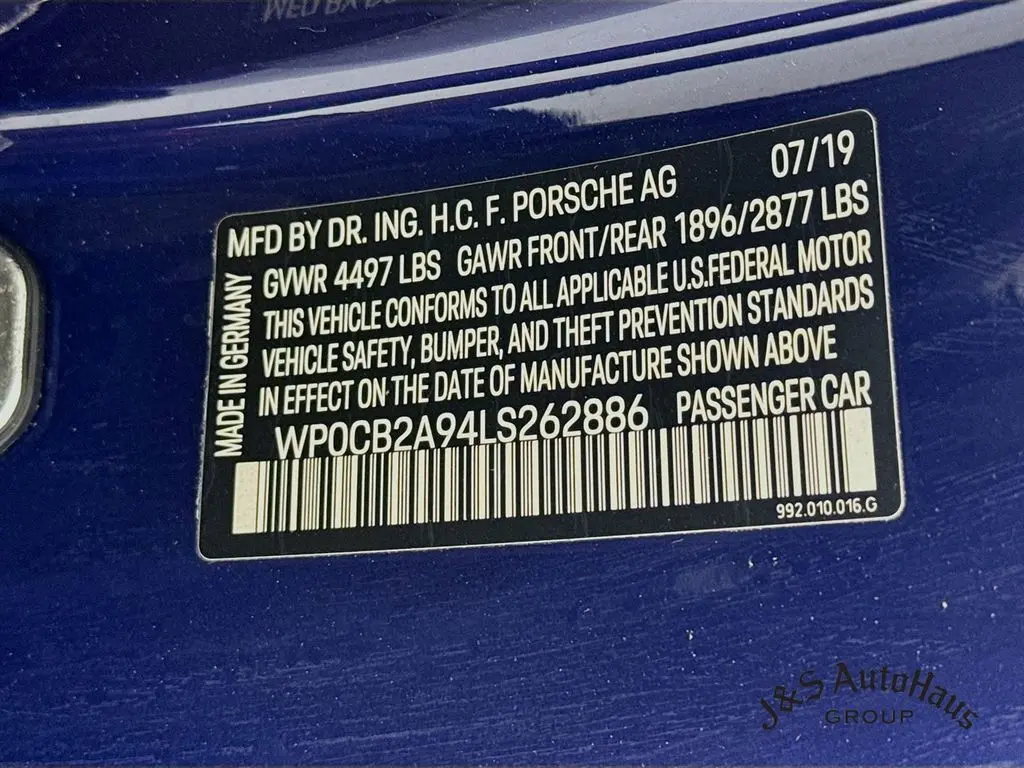 MFD BY DR. ING. H.C. F. PORSCHE AG 07/19
GVWR 4497 LBS GAWR FRONT/REAR 1896/2877 LBS
THIS VEHICLE CONFORMS TO ALL APPLICABLE U.S.FEDERAL MOTOR
VEHICLE SAFETY, BUMPER, AND THEFT PREVENTION STANDARDS
IN EFFECT ON THE DATE OF MANUFACTURE SHOWN ABOVE
WP0CB2A94LS262886 PASSENGER CAR
MADE IN GERMANY
992.010.016.G
J&S AutoHaus
GROUP